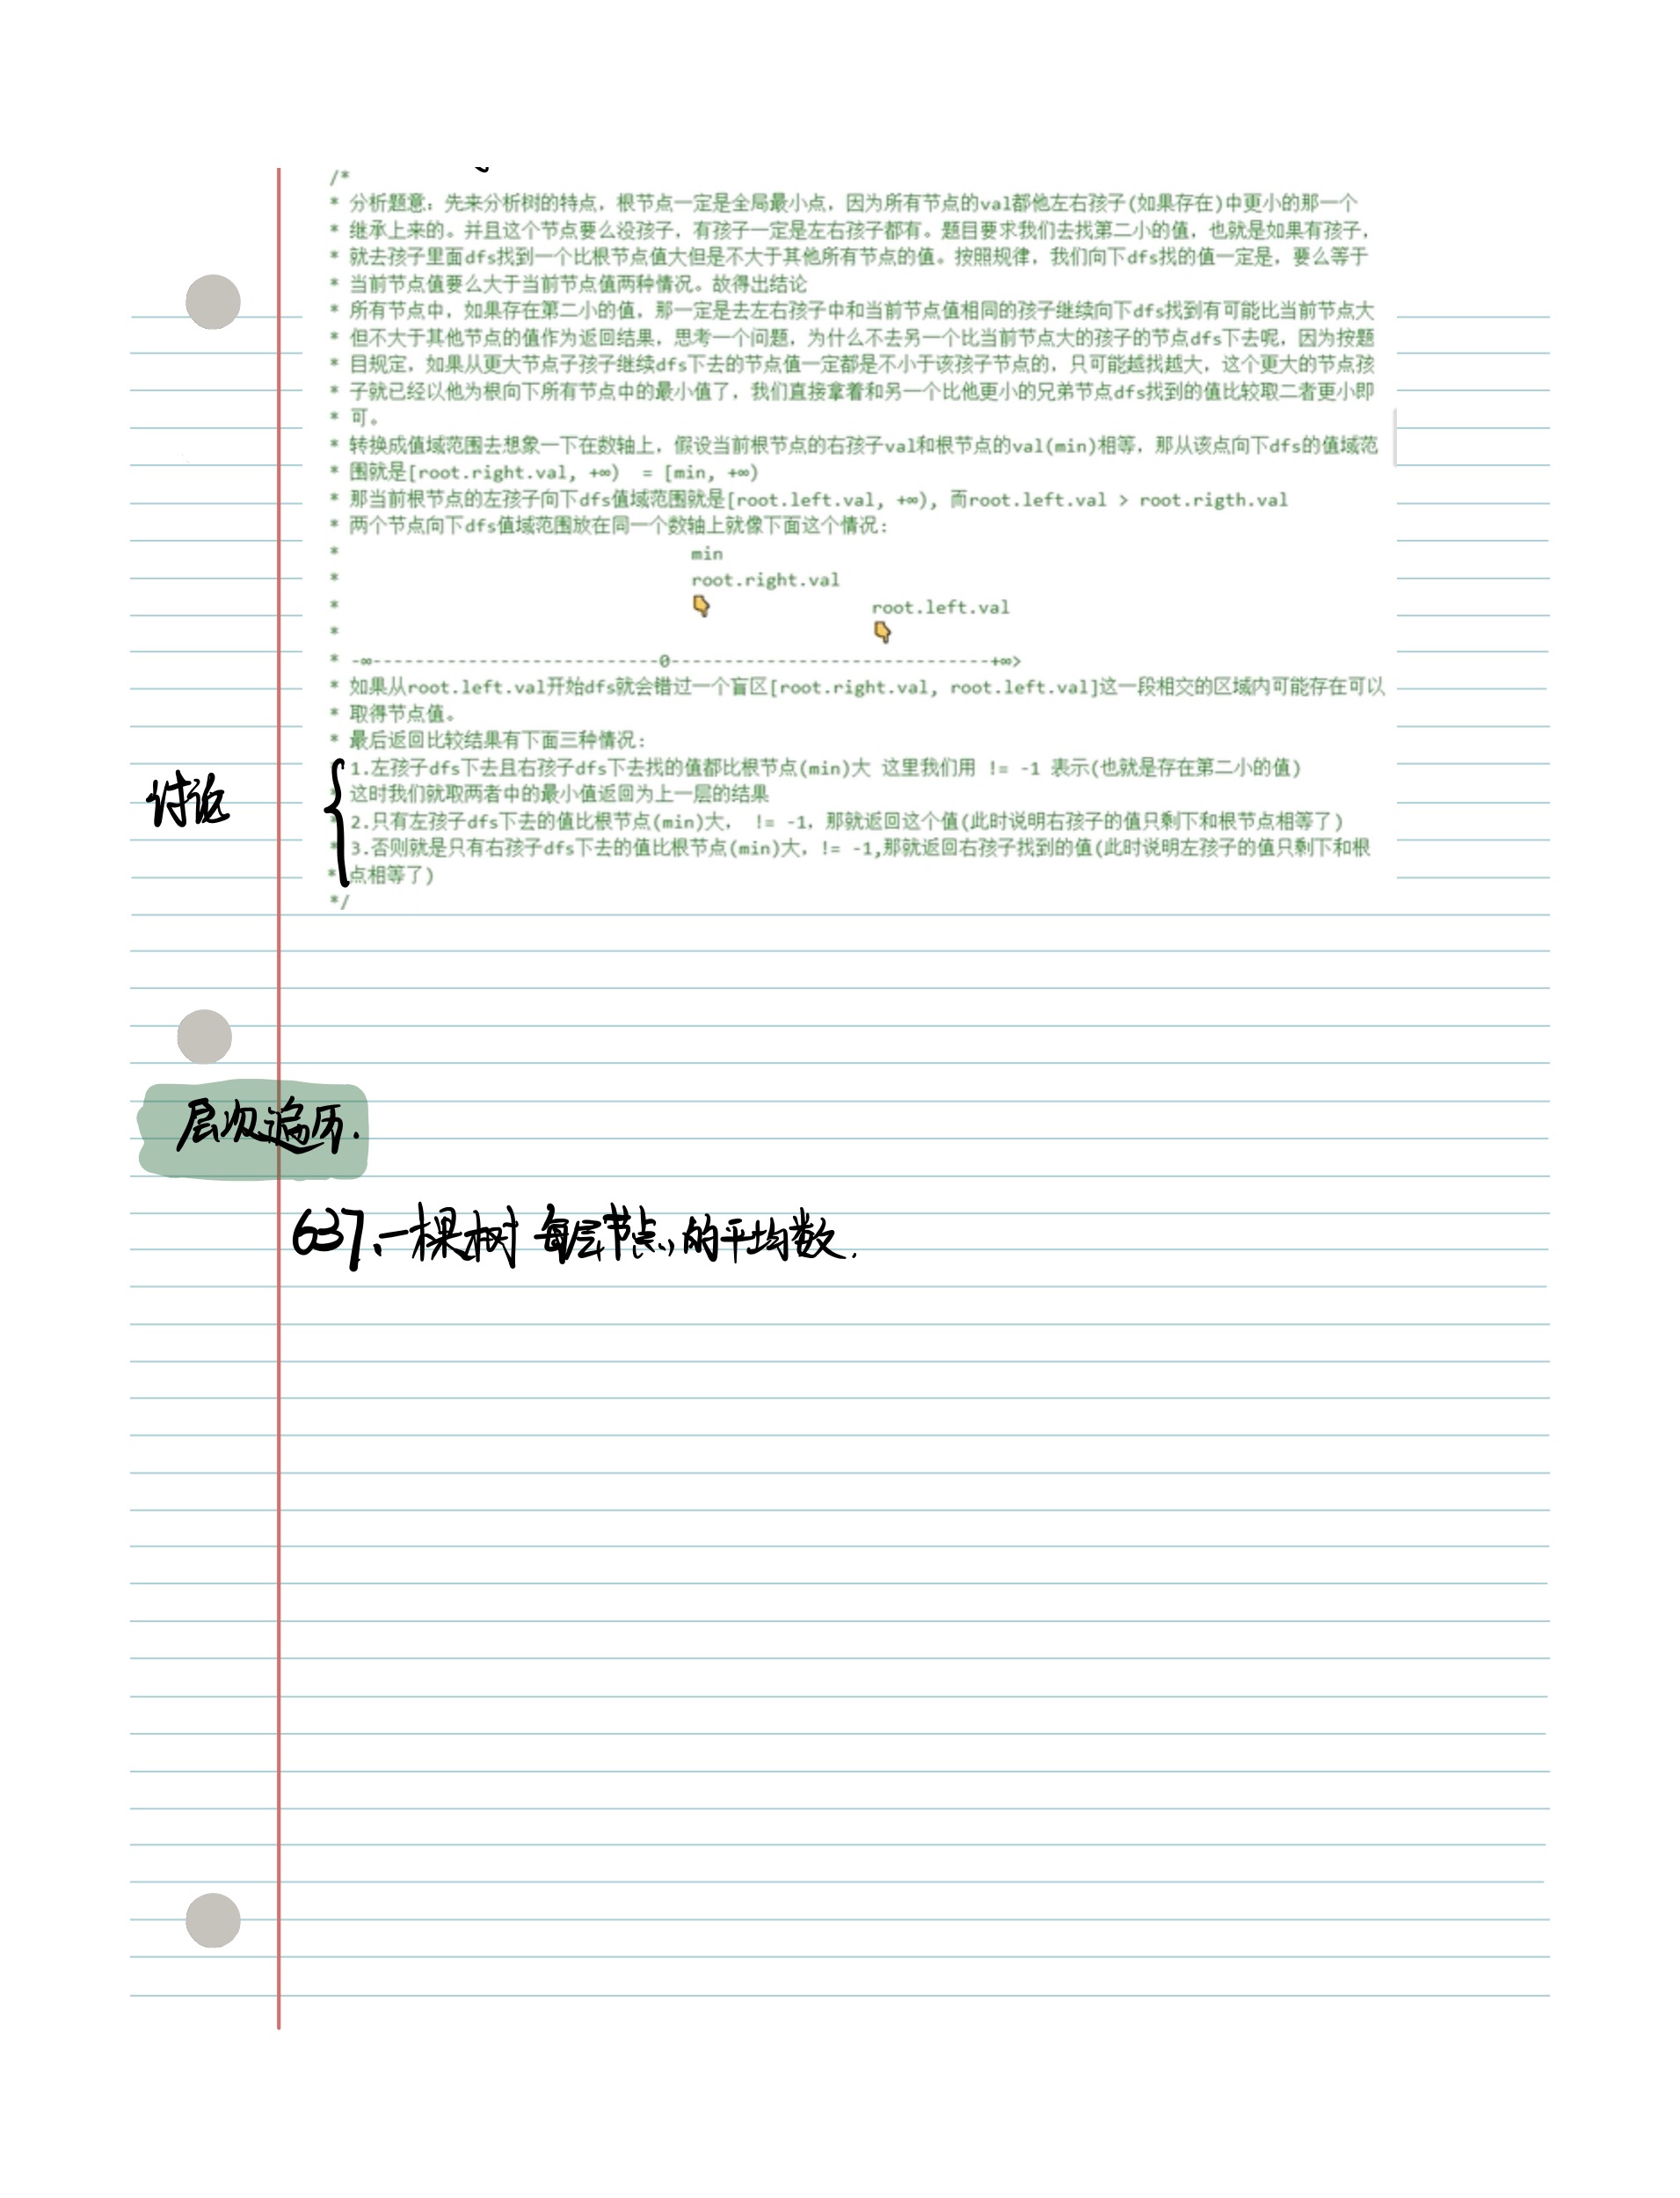 /*
* 分析题意：先来分析树的特点，根节点一定是全局最小点，因为所有节点的val都他左右孩子(如果存在)中更小的那一个
* 继承上来的。并且这个节点要么没孩子，有孩子一定是左右孩子都有。题目要求我们去找第二小的值，也就是如果有孩子，
* 就去孩子里面dfs找到一个比根节点值大但是不大于其他所有节点的值。按照规律，我们向下dfs找的值一定是，要么等于
* 当前节点值要么大于当前节点值两种情况。故得出结论
* 所有节点中，如果存在第二小的值，那一定是去左右孩子中和当前节点值相同的孩子继续向下dfs找到有可能比当前节点大
* 但不大于其他节点的值作为返回结果，思考一个问题，为什么不去另一个比当前节点大的孩子的节点dfs下去呢，因为按题
* 目规定，如果从更大节点子孩子继续dfs下去的节点值一定都是不小于该孩子节点的，只可能越找越大，这个更大的节点孩
* 子就已经以他为根向下所有节点中的最小值了，我们直接拿着和另一个比他更小的兄弟节点dfs找到的值比较取二者更小即
* 可。
* 转换成值域范围去想象一下在数轴上，假设当前根节点的右孩子val和根节点的val(min)相等，那从该点向下dfs的值域范
* 围就是[root.right.val, +∞) = [min, +∞)
* 那当前根节点的左孩子向下dfs值域范围就是[root.left.val, +∞)，而root.left.val > root.rigth.val
* 两个节点向下dfs值域范围放在同一个数轴上就像下面这个情况：
* min
* root.right.val
* 👇 root.left.val
* 👇
* -∞---------------------------0------------------------------+∞>
* 如果从root.left.val开始dfs就会错过一个盲区[root.right.val, root.left.val]这一段相交的区域内可能存在可以
* 取得节点值。
* 最后返回比较结果有下面三种情况：
1.左孩子dfs下去且右孩子dfs下去找的值都比根节点(min)大 这里我们用 != -1 表示(也就是存在第二小的值)
讨论
这时我们就取两者中的最小值返回为上一层的结果
2.只有左孩子dfs下去的值比根节点(min)大， != -1，那就返回这个值(此时说明右孩子的值只剩下和根节点相等了)
3.否则就是只有右孩子dfs下去的值比根节点(min)大，!= -1,那就返回右孩子找到的值(此时说明左孩子的值只剩下和根
* 点相等了)
*/
层次遍历.
637、一棵树 每层节点的平均数.